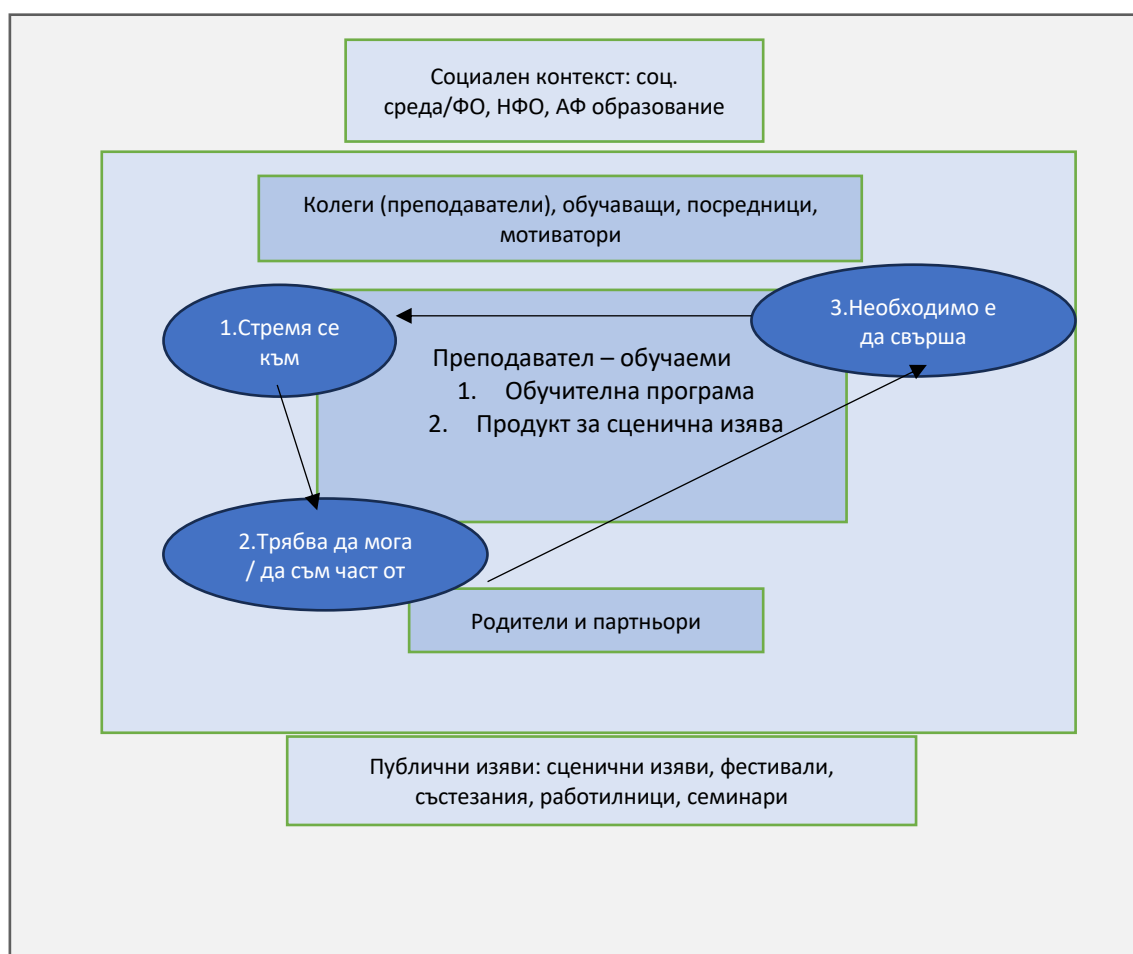 Социален контекст: соц.
среда/ФО, НФО, АФ образование
Колеги (преподаватели), обучаващи, посредници,
мотиватори
1.Стремя се
към
3.Необходимо е
да свърша
Преподавател – обучаеми
1. Обучителна програма
2. Продукт за сценична изява
2.Трябва да мога
/ да съм част от
Родители и партньори
Публични изяви: сценични изяви, фестивали,
състезания, работилници, семинари